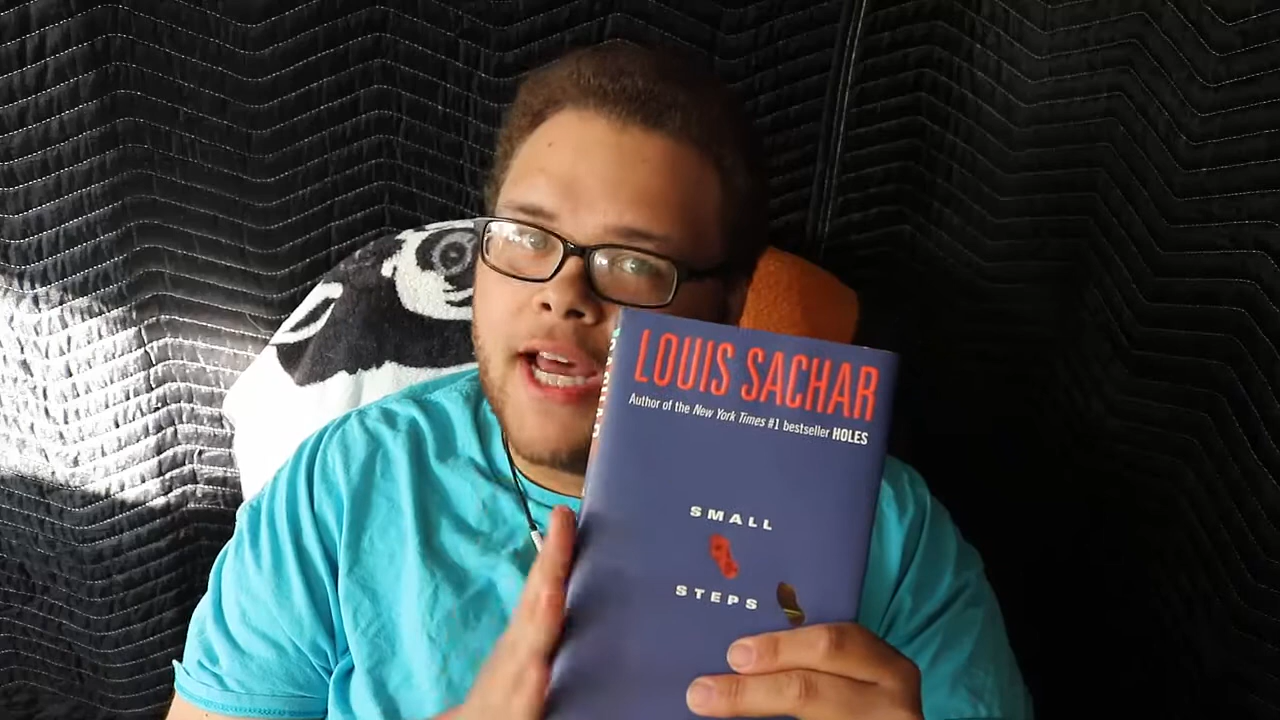 LOUIS SACHAR
Author of the New York Times #1 bestseller HOLES
SMALL
STEPS